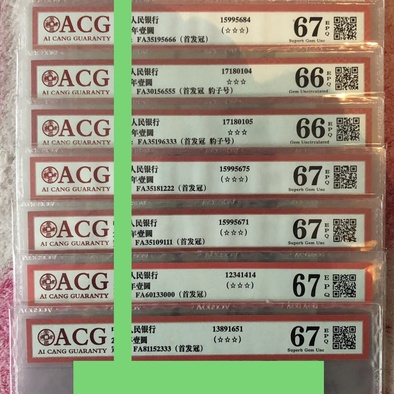 ACG
AI CANG GUARANTY
人民银行
年壹圆
FA35195666（首发冠）
15995684
（☆☆☆）
67 EPQ
Superb Gem Unc
ACG
AI CANG GUARANTY
人民银行
年壹圆
FA30156555（首发冠 豹子号）
17180104
☆☆☆
66 EPQ
Gem Uncirculated
ACG
AI CANG GUARANTY
人民银行
年壹圆
FA35196333（首发冠 豹子号）
17180105
☆☆☆
66 EPQ
Gem Uncirculated
ACG
AI CANG GUARANTY
人民银行
年壹圆
FA35181222（首发冠）
15995675
（☆☆☆）
67 EPQ
Superb Gem Unc
ACG
AI CANG GUARANTY
人民银行
年壹圆
FA35109111（首发冠）
15995671
（☆☆☆）
67 EPQ
Superb Gem Unc
ACG
AI CANG GUARANTY
人民银行
年壹圆
FA60133000（首发冠）
12341414
（☆☆☆）
67 EPQ
Superb Gem Unc
ACG
AI CANG GUARANTY
人民银行
年壹圆
FA81152333（首发冠）
13891651
（☆☆☆）
67 EPQ
Superb Gem Unc